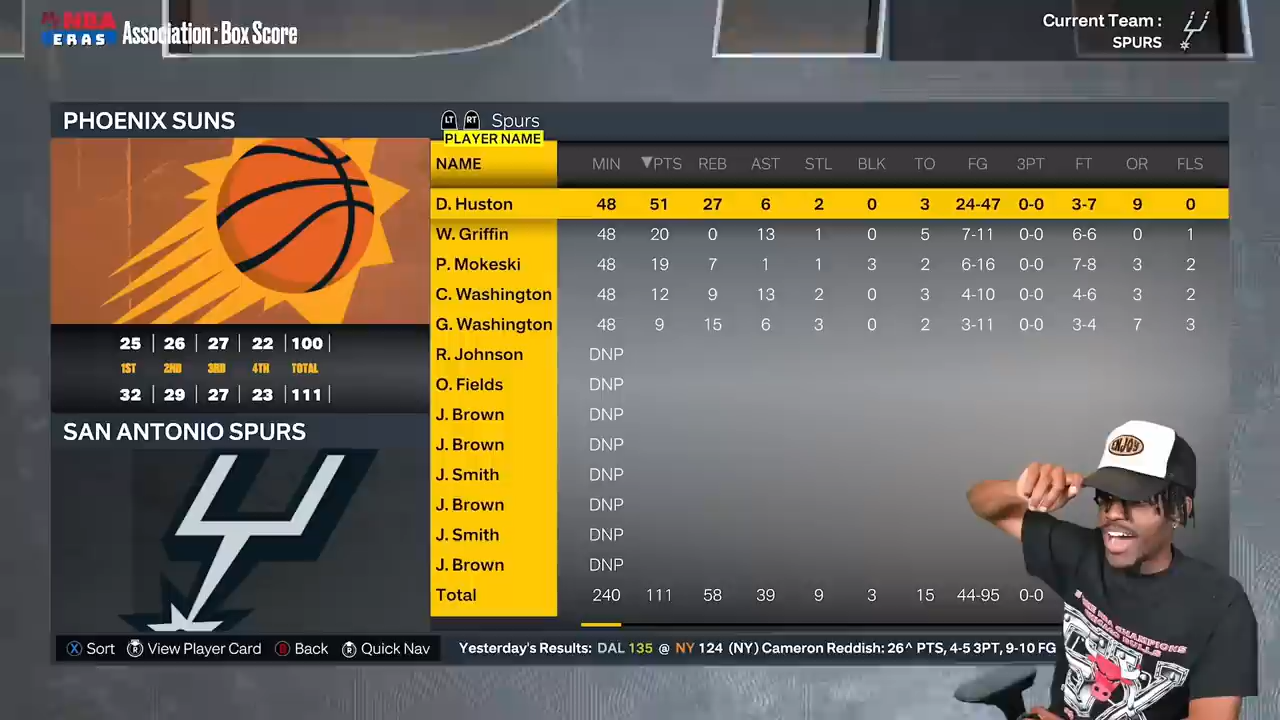 NBA
ERAS
Association : Box Score
Current Team :
SPURS
PHOENIX SUNS
25 26 27 22 100
1ST 2ND 3RD 4TH TOTAL
32 29 27 23 111
SAN ANTONIO SPURS
LT RT Spurs
PLAYER NAME
NAME MIN PTS REB AST STL BLK TO FG 3PT FT OR FLS
D. Huston 48 51 27 6 2 0 3 24-47 0-0 3-7 9 0
W. Griffin 48 20 0 13 1 0 5 7-11 0-0 6-6 0 1
P. Mokeski 48 19 7 1 1 3 2 6-16 0-0 7-8 3 2
C. Washington 48 12 9 13 2 0 3 4-10 0-0 4-6 3 2
G. Washington 48 9 15 6 3 0 2 3-11 0-0 3-4 7 3
R. Johnson DNP
O. Fields DNP
J. Brown DNP
J. Brown DNP
J. Smith DNP
J. Brown DNP
J. Smith DNP
J. Brown DNP
Total 240 111 58 39 9 3 15 44-95 0-0
X Sort R View Player Card B Back R Quick Nav
Yesterday's Results: DAL 135 @ NY 124 (NY) Cameron Reddish: 26^ PTS, 4-5 3PT, 9-10 FG
ENJOY